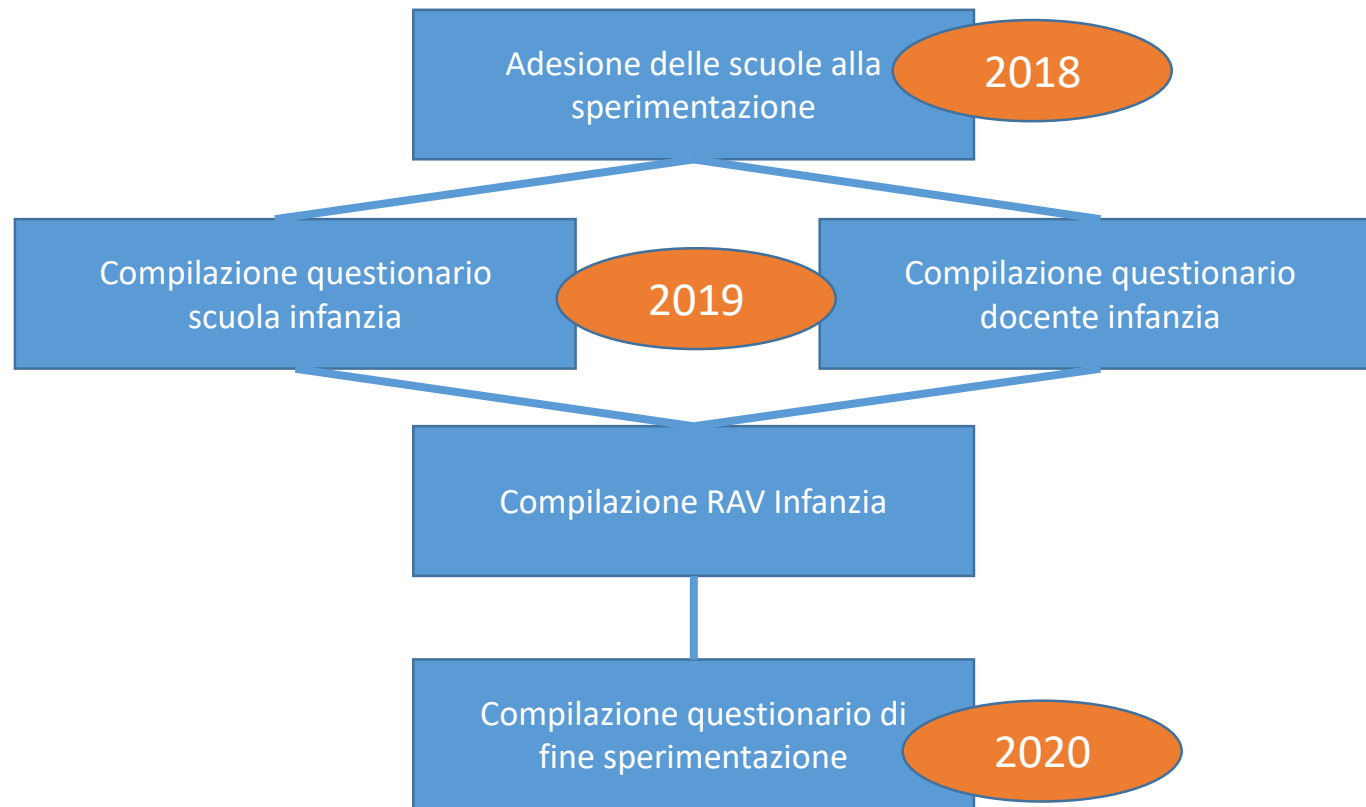 Adesione delle scuole alla
sperimentazione
2018
Compilazione questionario
scuola infanzia
2019
Compilazione questionario
docente infanzia
Compilazione RAV Infanzia
Compilazione questionario di
fine sperimentazione
2020